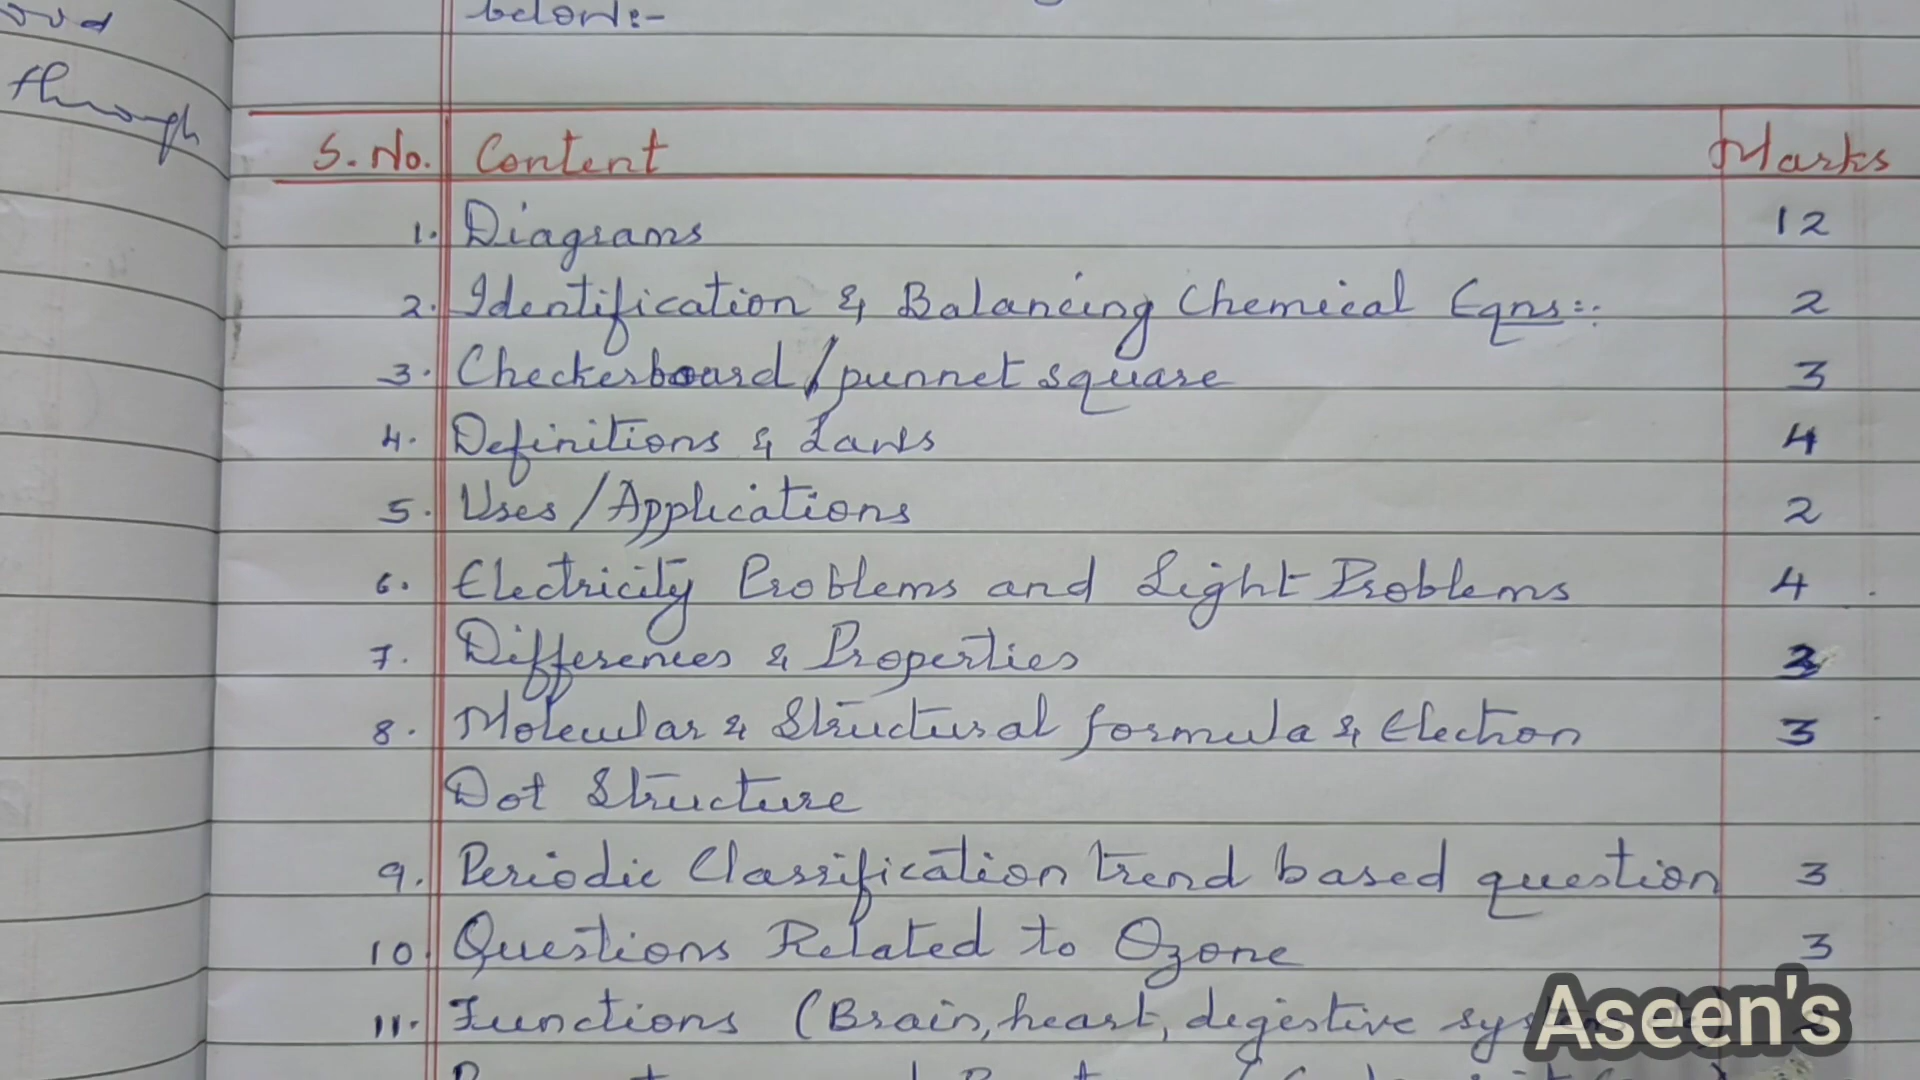 below:-
through
S. No. Content Marks
1. Diagrams 12
2. Identification & Balancing Chemical Eqns:. 2
3. Checkerboard/punnet square 3
4. Definitions & Laws 4
5. Uses/Applications 2
6. Electricity Problems and Light Problems 4
7. Differences & Properties
8. Molecular & Structural formula & Electron 3
Dot Structure
9. Periodic Classification trend based question 3
10. Questions Related to Ozone 3
11. Functions (Brain, heart, digestive
Aseen's